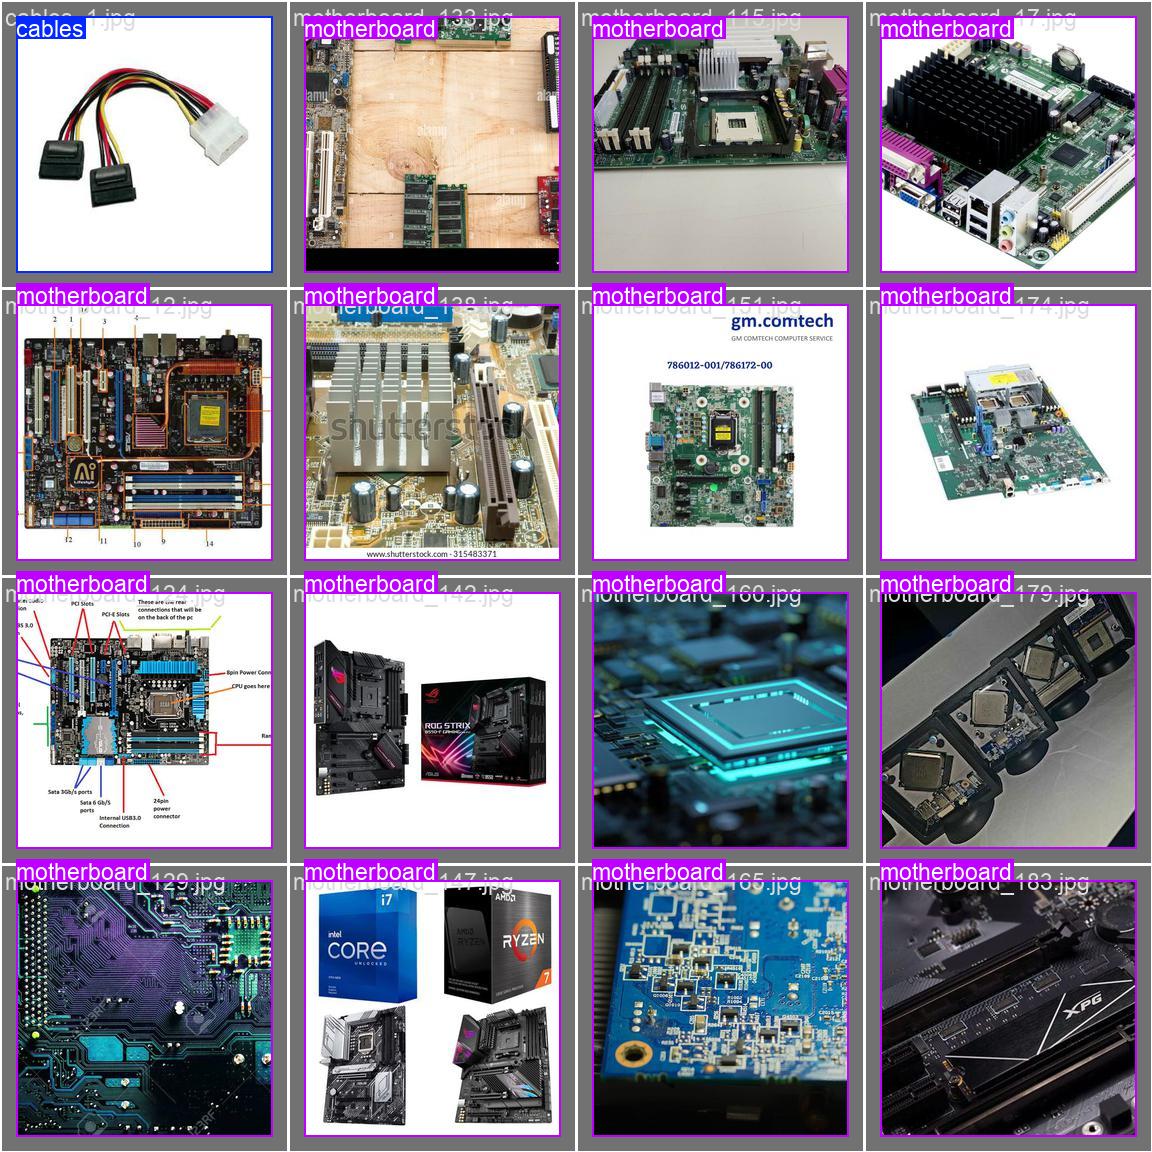 cables_1.jpg
cables
motherboard_133.jpg
motherboard
alamy
alamy
motherboard_115.jpg
motherboard
motherboard_17.jpg
motherboard
motherboard_12.jpg
motherboard
2
1
3
12
11
10
9
14
Ai
Lifestyle
motherboard_138.jpg
motherboard
shutterstock
www.shutterstock.com · 315483371
motherboard_151.jpg
motherboard
gm.comtech
GM COMTECH COMPUTER SERVICE
786012-001/786172-00
motherboard_174.jpg
motherboard
motherboard_124.jpg
motherboard
PCI Slots
PCI-E Slots
These are the rear
connections that will be
on the back of the pc
8pin Power Conn
CPU goes here
Sata 3Gb/s ports
Sata 6 Gb/S
ports
Internal USB3.0
Connection
24pin
power
connector
motherboard_142.jpg
motherboard
ROG STRIX
B550-F GAMING
motherboard_160.jpg
motherboard
motherboard_179.jpg
motherboard
motherboard_129.jpg
motherboard
123RF
motherboard_147.jpg
motherboard
i7
intel
CORE
UNLOCKED
AMD
RYZEN
7
motherboard_165.jpg
motherboard
motherboard_183.jpg
motherboard
XPG